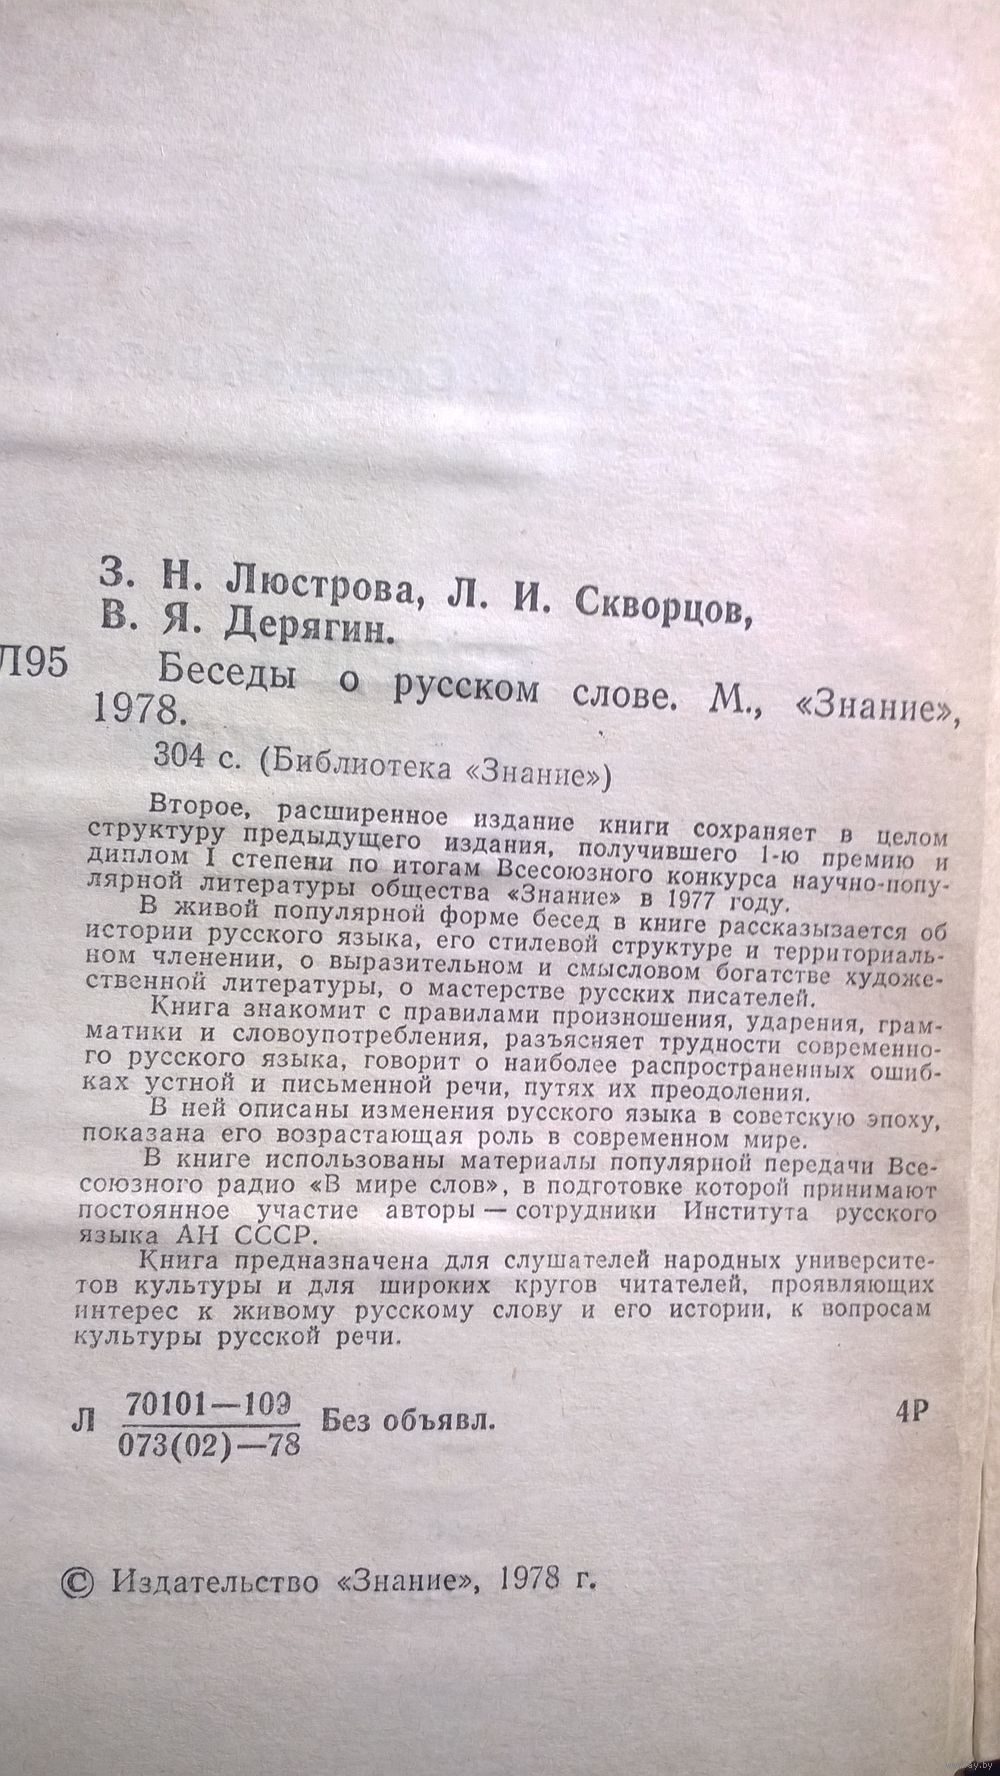 З. Н. Люстрова, Л. И. Скворцов,
В. Я. Дерягин.
Л95 Беседы о русском слове. М., «Знание»,
1978.
304 с. (Библиотека «Знание»)
Второе, расширенное издание книги сохраняет в целом
структуру предыдущего издания, получившего 1-ю премию и
диплом I степени по итогам Всесоюзного конкурса научно-попу-
лярной литературы общества «Знание» в 1977 году.
В живой популярной форме бесед в книге рассказывается об
истории русского языка, его стилевой структуре и территориаль-
ном членении, о выразительном и смысловом богатстве художе-
ственной литературы, о мастерстве русских писателей.
Книга знакомит с правилами произношения, ударения, грам-
матики и словоупотребления, разъясняет трудности современно-
го русского языка, говорит о наиболее распространенных ошиб-
ках устной и письменной речи, путях их преодоления.
В ней описаны изменения русского языка в советскую эпоху,
показана его возрастающая роль в современном мире.
В книге использованы материалы популярной передачи Все-
союзного радио «В мире слов», в подготовке которой принимают
постоянное участие авторы — сотрудники Института русского
языка АН СССР.
Книга предназначена для слушателей народных университе-
тов культуры и для широких кругов читателей, проявляющих
интерес к живому русскому слову и его истории, к вопросам
культуры русской речи.
Л 70101—109
073(02)—78 Без объявл. 4Р
© Издательство «Знание», 1978 г.